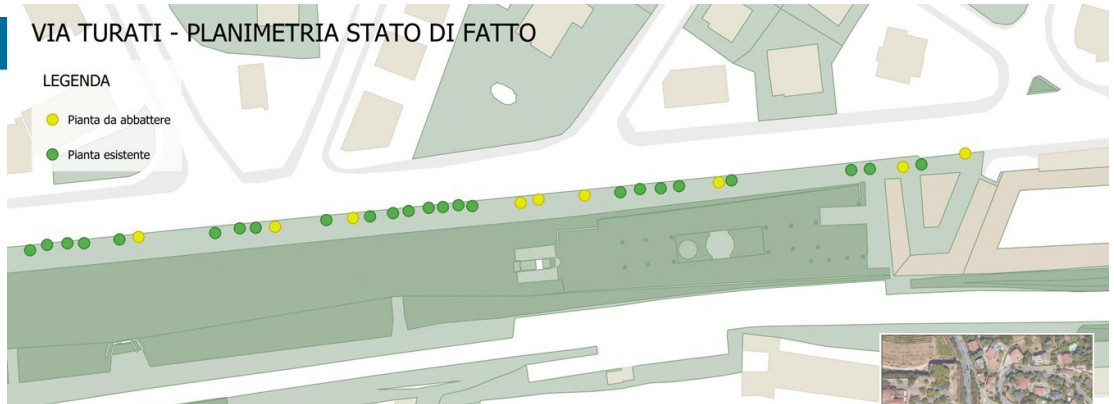 VIA TURATI - PLANIMETRIA STATO DI FATTO
LEGENDA
Pianta da abbattere
Pianta esistente